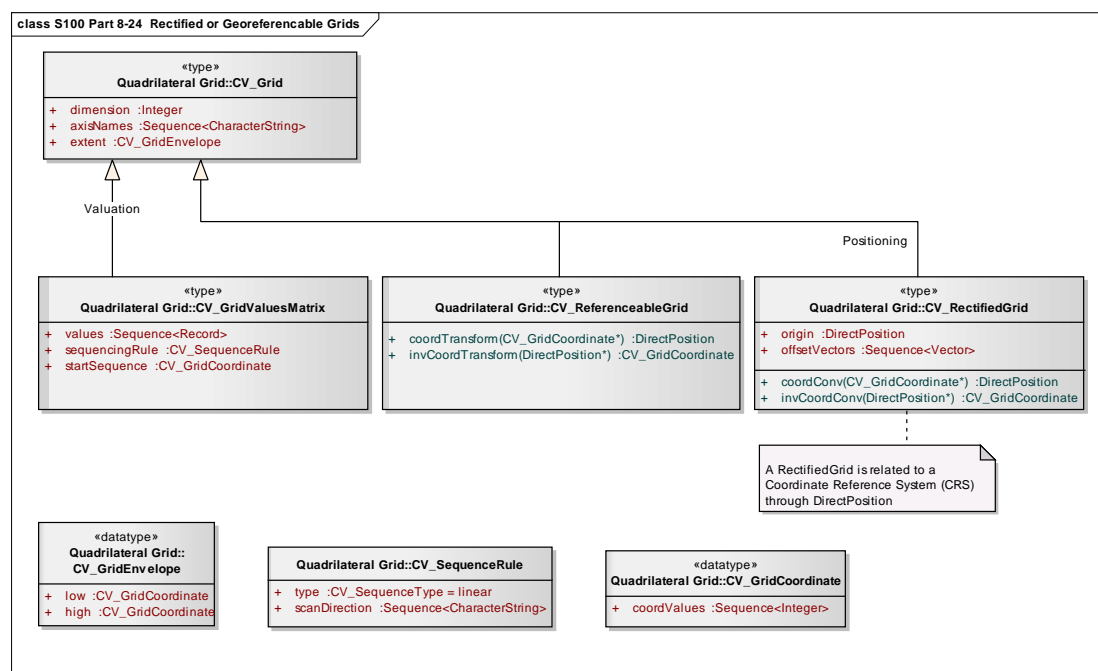 class S100 Part 8-24 Rectified or Georeferencable Grids
«type»
Quadrilateral Grid::CV_Grid
+ dimension :Integer
+ axisNames :Sequence<CharacterString>
+ extent :CV_GridEnvelope
Valuation
Positioning
«type»
Quadrilateral Grid::CV_GridValuesMatrix
+ values :Sequence<Record>
+ sequencingRule :CV_SequenceRule
+ startSequence :CV_GridCoordinate
«type»
Quadrilateral Grid::CV_ReferenceableGrid
+ coordTransform(CV_GridCoordinate*) :DirectPosition
+ invCoordTransform(DirectPosition*) :CV_GridCoordinate
«type»
Quadrilateral Grid::CV_RectifiedGrid
+ origin :DirectPosition
+ offsetVectors :Sequence<Vector>
+ coordConv(CV_GridCoordinate*) :DirectPosition
+ invCoordConv(DirectPosition*) :CV_GridCoordinate
A RectifiedGrid is related to a
Coordinate Reference System (CRS)
through DirectPosition
«datatype»
Quadrilateral Grid::
CV_GridEnvelope
+ low :CV_GridCoordinate
+ high :CV_GridCoordinate
Quadrilateral Grid::CV_SequenceRule
+ type :CV_SequenceType = linear
+ scanDirection :Sequence<CharacterString>
«datatype»
Quadrilateral Grid::CV_GridCoordinate
+ coordValues :Sequence<Integer>